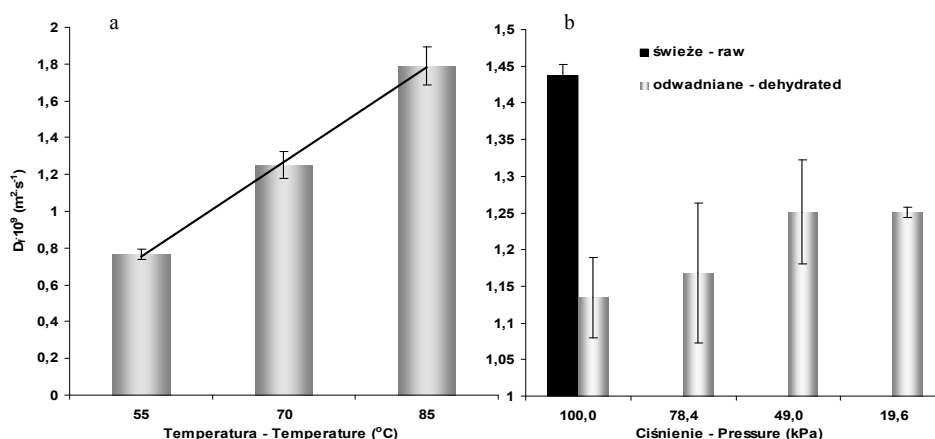 a
2
1,8
1,6
1,4
1,2
1
0,8
0,6
0,4
0,2
0
D_f·10⁹ (m²s⁻¹)
55 70 85
Temperatura - Temperature (°C)
b
świeże - raw
odwadniane - dehydrated
1,5
1,45
1,4
1,35
1,3
1,25
1,2
1,15
1,1
1,05
1
100,0 78,4 49,0 19,6
Ciśnienie - Pressure (kPa)